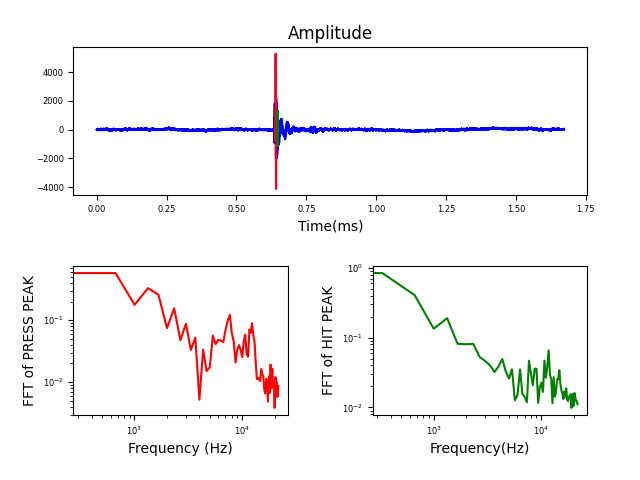 Amplitude
4000
2000
0
−2000
−4000
0.00 0.25 0.50 0.75 1.00 1.25 1.50 1.75
Time(ms)
FFT of PRESS PEAK
10⁻¹
10⁻²
10³ 10⁴
Frequency (Hz)
FFT of HIT PEAK
10⁰
10⁻¹
10⁻²
10³ 10⁴
Frequency(Hz)